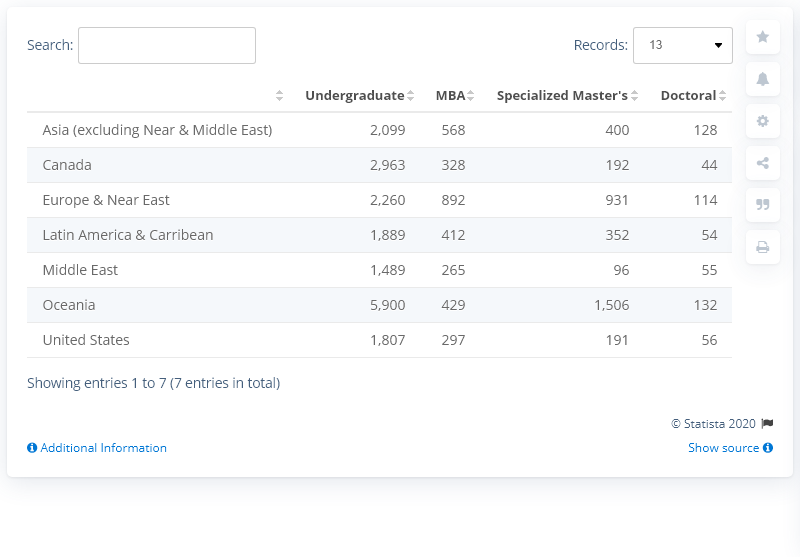 Search:
Records: 13
Undergraduate MBA Specialized Master's Doctoral
Asia (excluding Near & Middle East) 2,099 568 400 128
Canada 2,963 328 192 44
Europe & Near East 2,260 892 931 114
Latin America & Carribean 1,889 412 352 54
Middle East 1,489 265 96 55
Oceania 5,900 429 1,506 132
United States 1,807 297 191 56
Showing entries 1 to 7 (7 entries in total)
© Statista 2020
Additional Information
Show source